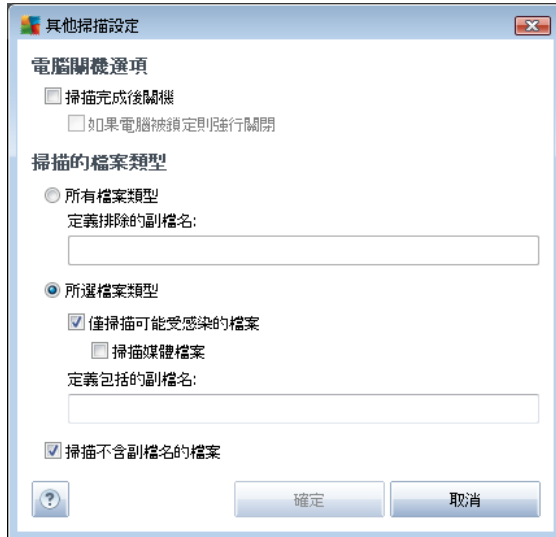 其他掃描設定
電腦關機選項
掃描完成後關機
如果電腦被鎖定則強行關閉
掃描的檔案類型
所有檔案類型
定義排除的副檔名:
所選檔案類型
僅掃描可能受感染的檔案
掃描媒體檔案
定義包括的副檔名:
掃描不含副檔名的檔案
? 確定 取消